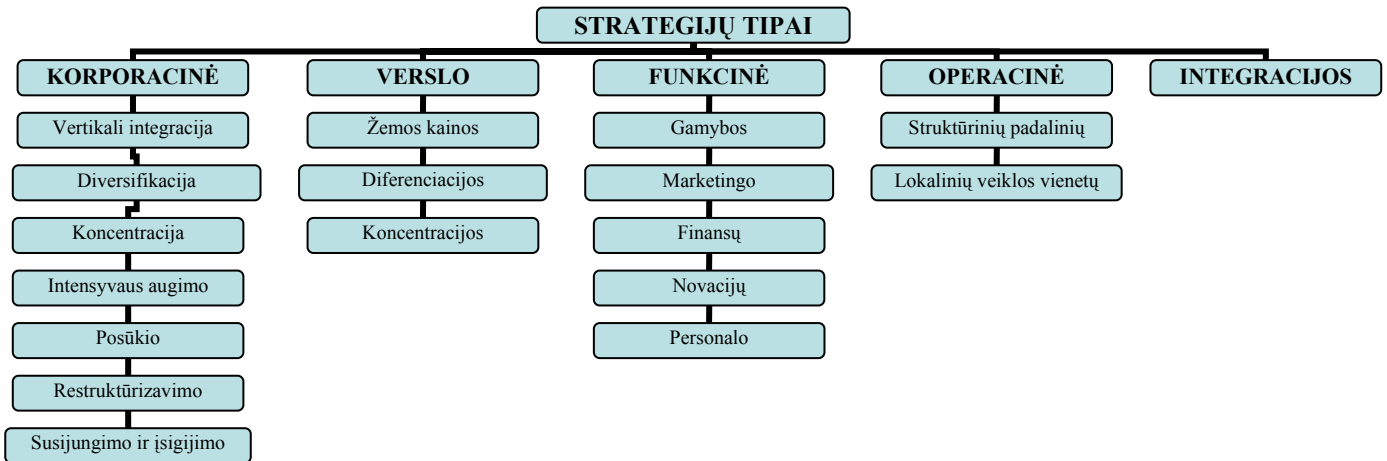 STRATEGIJŲ TIPAI
KORPORACINĖ
Vertikali integracija
Diversifikacija
Koncentracija
Intensyvaus augimo
Posūkio
Restruktūrizavimo
Susijungimo ir įsigijimo
VERSLO
Žemos kainos
Diferenciacijos
Koncentracijos
FUNKCINĖ
Gamybos
Marketingo
Finansų
Novacijų
Personalo
OPERACINĖ
Struktūrinių padalinių
Lokalinių veiklos vienetų
INTEGRACIJOS